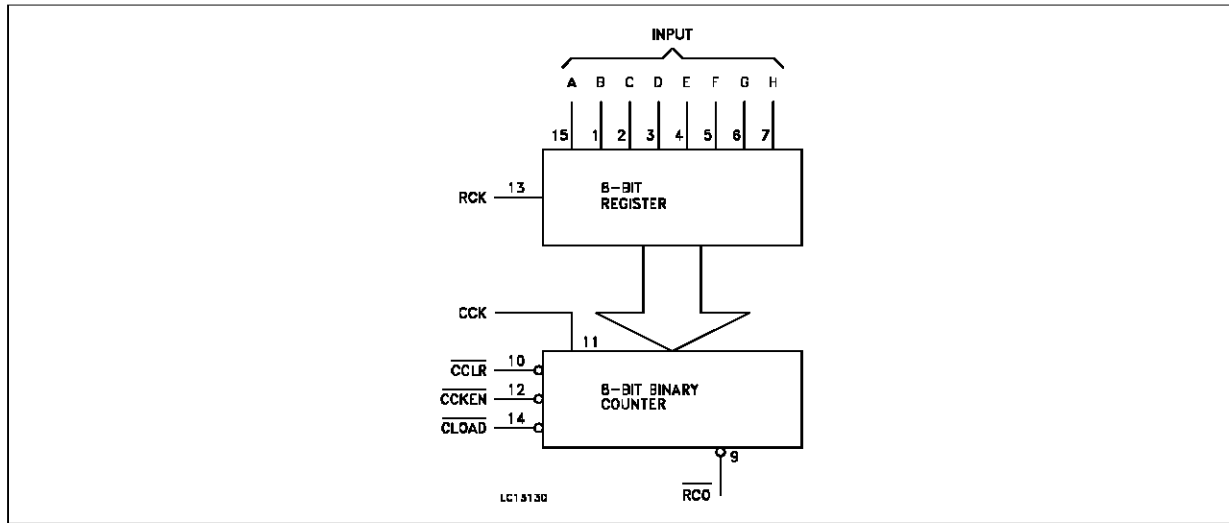 INPUT
A B C D E F G H
15 1 2 3 4 5 6 7
RCK 13
8-BIT
REGISTER
CCK
11
CCLR 10
CCKEN 12
CLOAD 14
8-BIT BINARY
COUNTER
9
RCO
LC15130